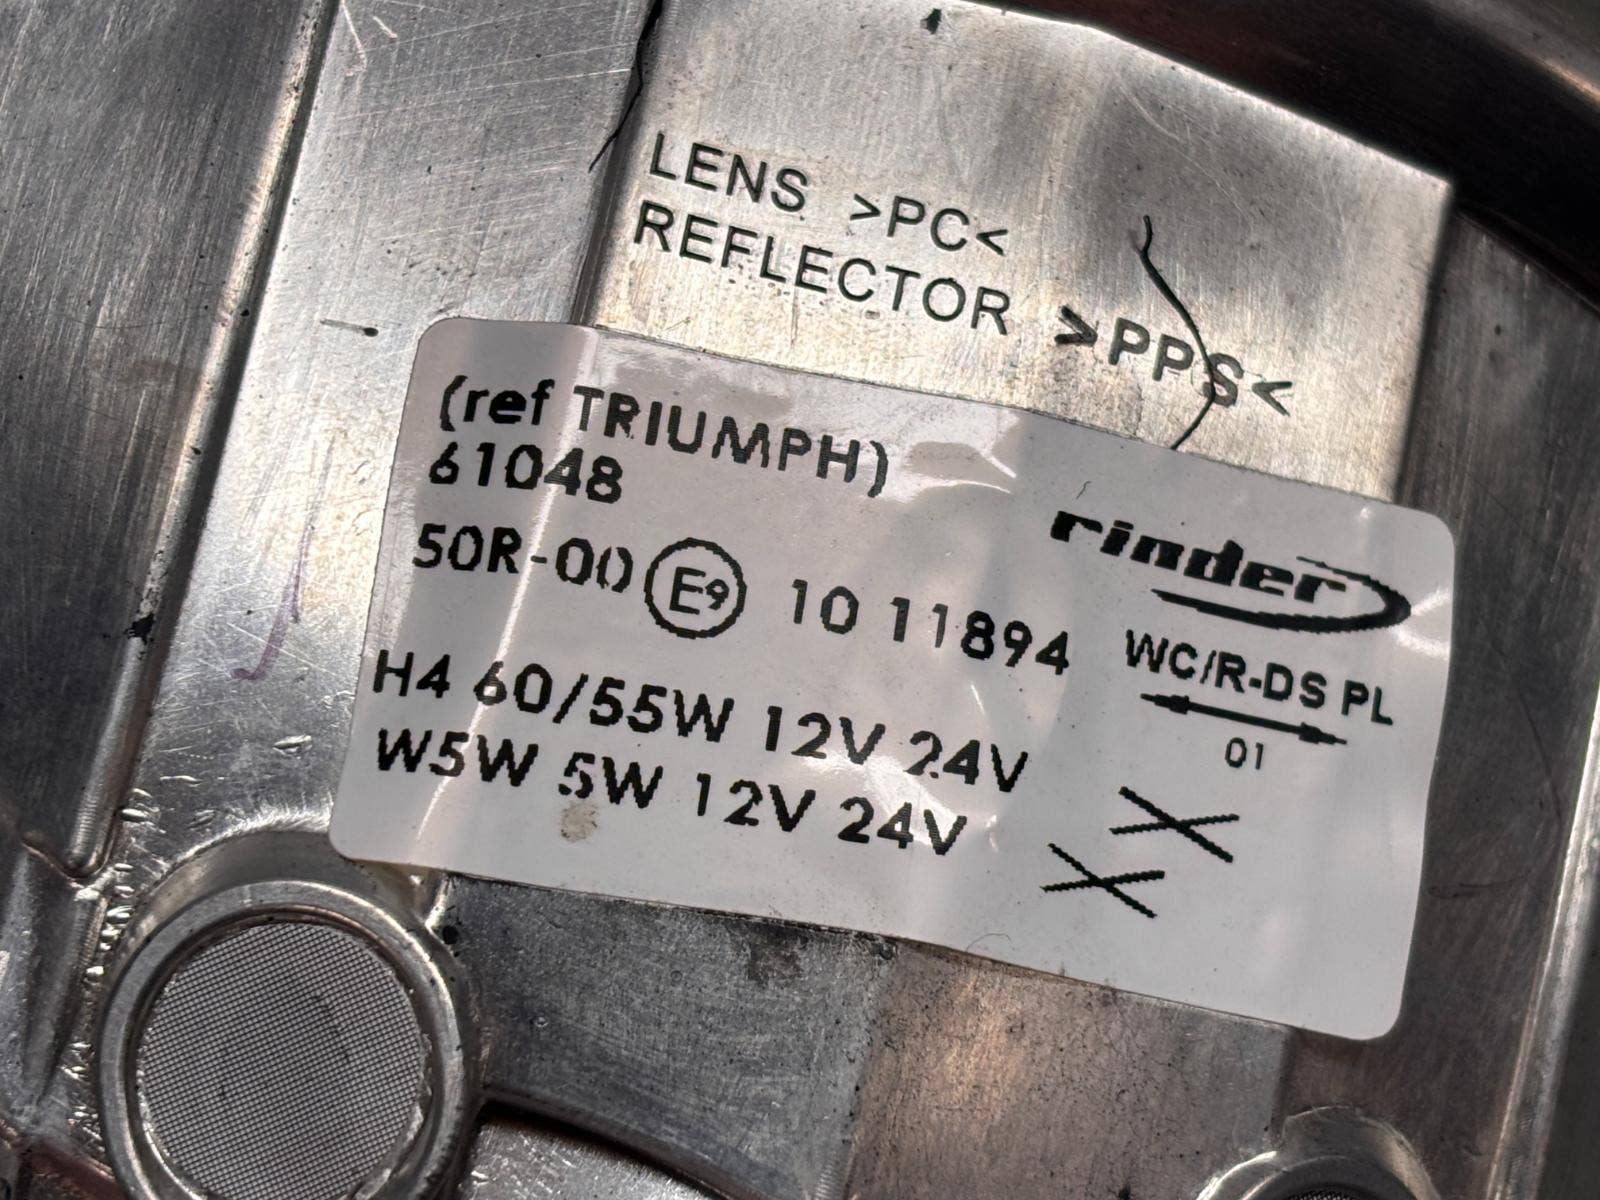 LENS >PC<
REFLECTOR >PPS<
(ref TRIUMPH)
61048
rinder
50R-00 E9 10 11894
WC/R-DS PL
01
H4 60/55W 12V 24V
W5W 5W 12V 24V